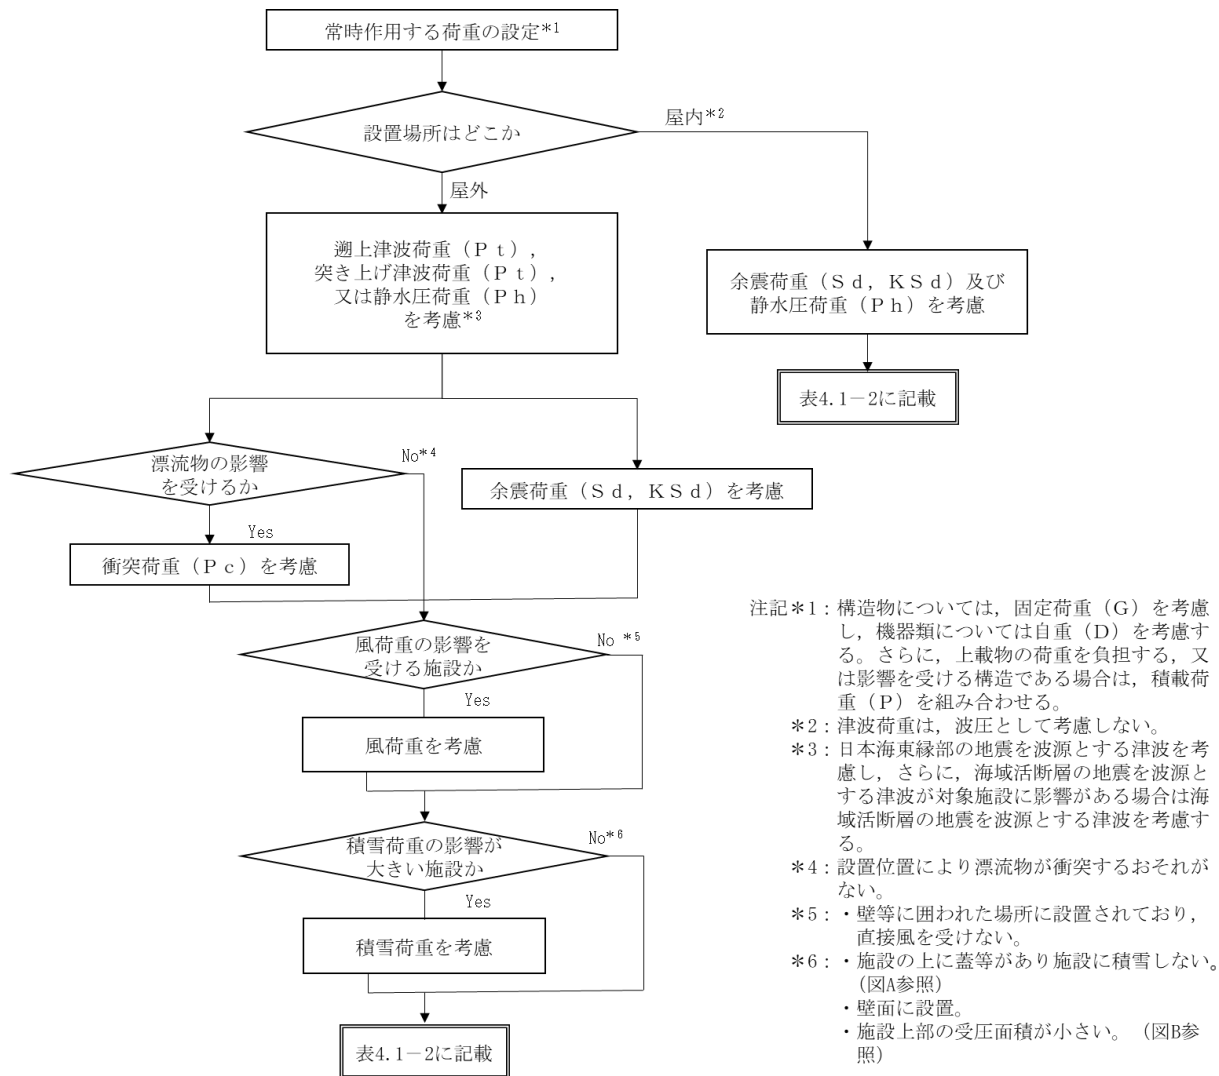 常時作用する荷重の設定*1
設置場所はどこか
屋内*2
屋外
遡上津波荷重（Ｐｔ），
突き上げ津波荷重（Ｐｔ），
又は静水圧荷重（Ｐｈ）
を考慮*3
余震荷重（Ｓｄ，ＫＳｄ）及び
静水圧荷重（Ｐｈ）を考慮
表4.1－2に記載
漂流物の影響
を受けるか
No*4
Yes
余震荷重（Ｓｄ，ＫＳｄ）を考慮
衝突荷重（Ｐｃ）を考慮
風荷重の影響を
受ける施設か
No *5
Yes
風荷重を考慮
積雪荷重の影響が
大きい施設か
No*6
Yes
積雪荷重を考慮
表4.1－2に記載
注記＊1：構造物については，固定荷重（Ｇ）を考慮
し，機器類については自重（Ｄ）を考慮す
る。さらに，上載物の荷重を負担する，又
は影響を受ける構造である場合は，積載荷
重（Ｐ）を組み合わせる。
＊2：津波荷重は，波圧として考慮しない。
＊3：日本海東縁部の地震を波源とする津波を考
慮し，さらに，海域活断層の地震を波源と
する津波が対象施設に影響がある場合は海
域活断層の地震を波源とする津波を考慮す
る。
＊4：設置位置により漂流物が衝突するおそれが
ない。
＊5：・壁等に囲われた場所に設置されており，
直接風を受けない。
＊6：・施設の上に蓋等があり施設に積雪しない。
（図A参照）
・壁面に設置。
・施設上部の受圧面積が小さい。（図B参
照）